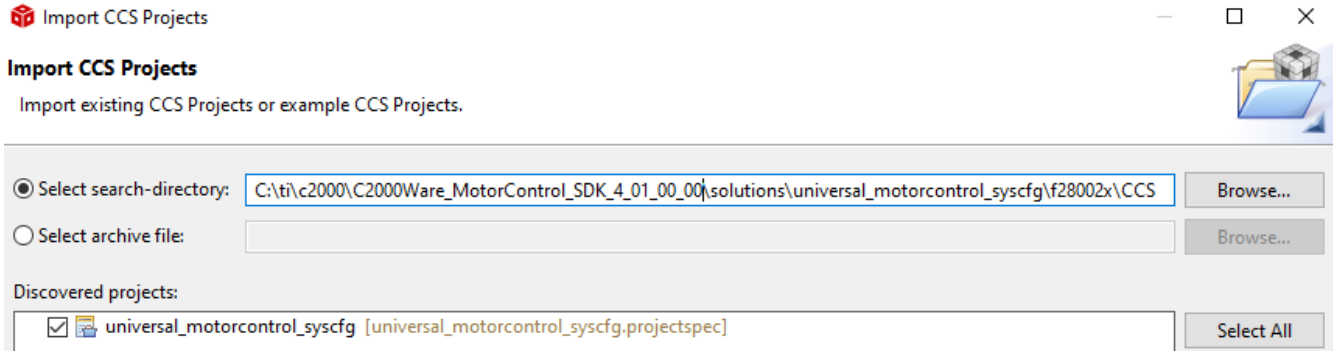 Import CCS Projects
Import CCS Projects
Import existing CCS Projects or example CCS Projects.
Select search-directory: C:\ti\c2000\C2000Ware_MotorControl_SDK_4_01_00_00\solutions\universal_motorcontrol_syscfg\f28002x\CCS Browse...
Select archive file: Browse...
Discovered projects:
universal_motorcontrol_syscfg [universal_motorcontrol_syscfg.projectspec] Select All